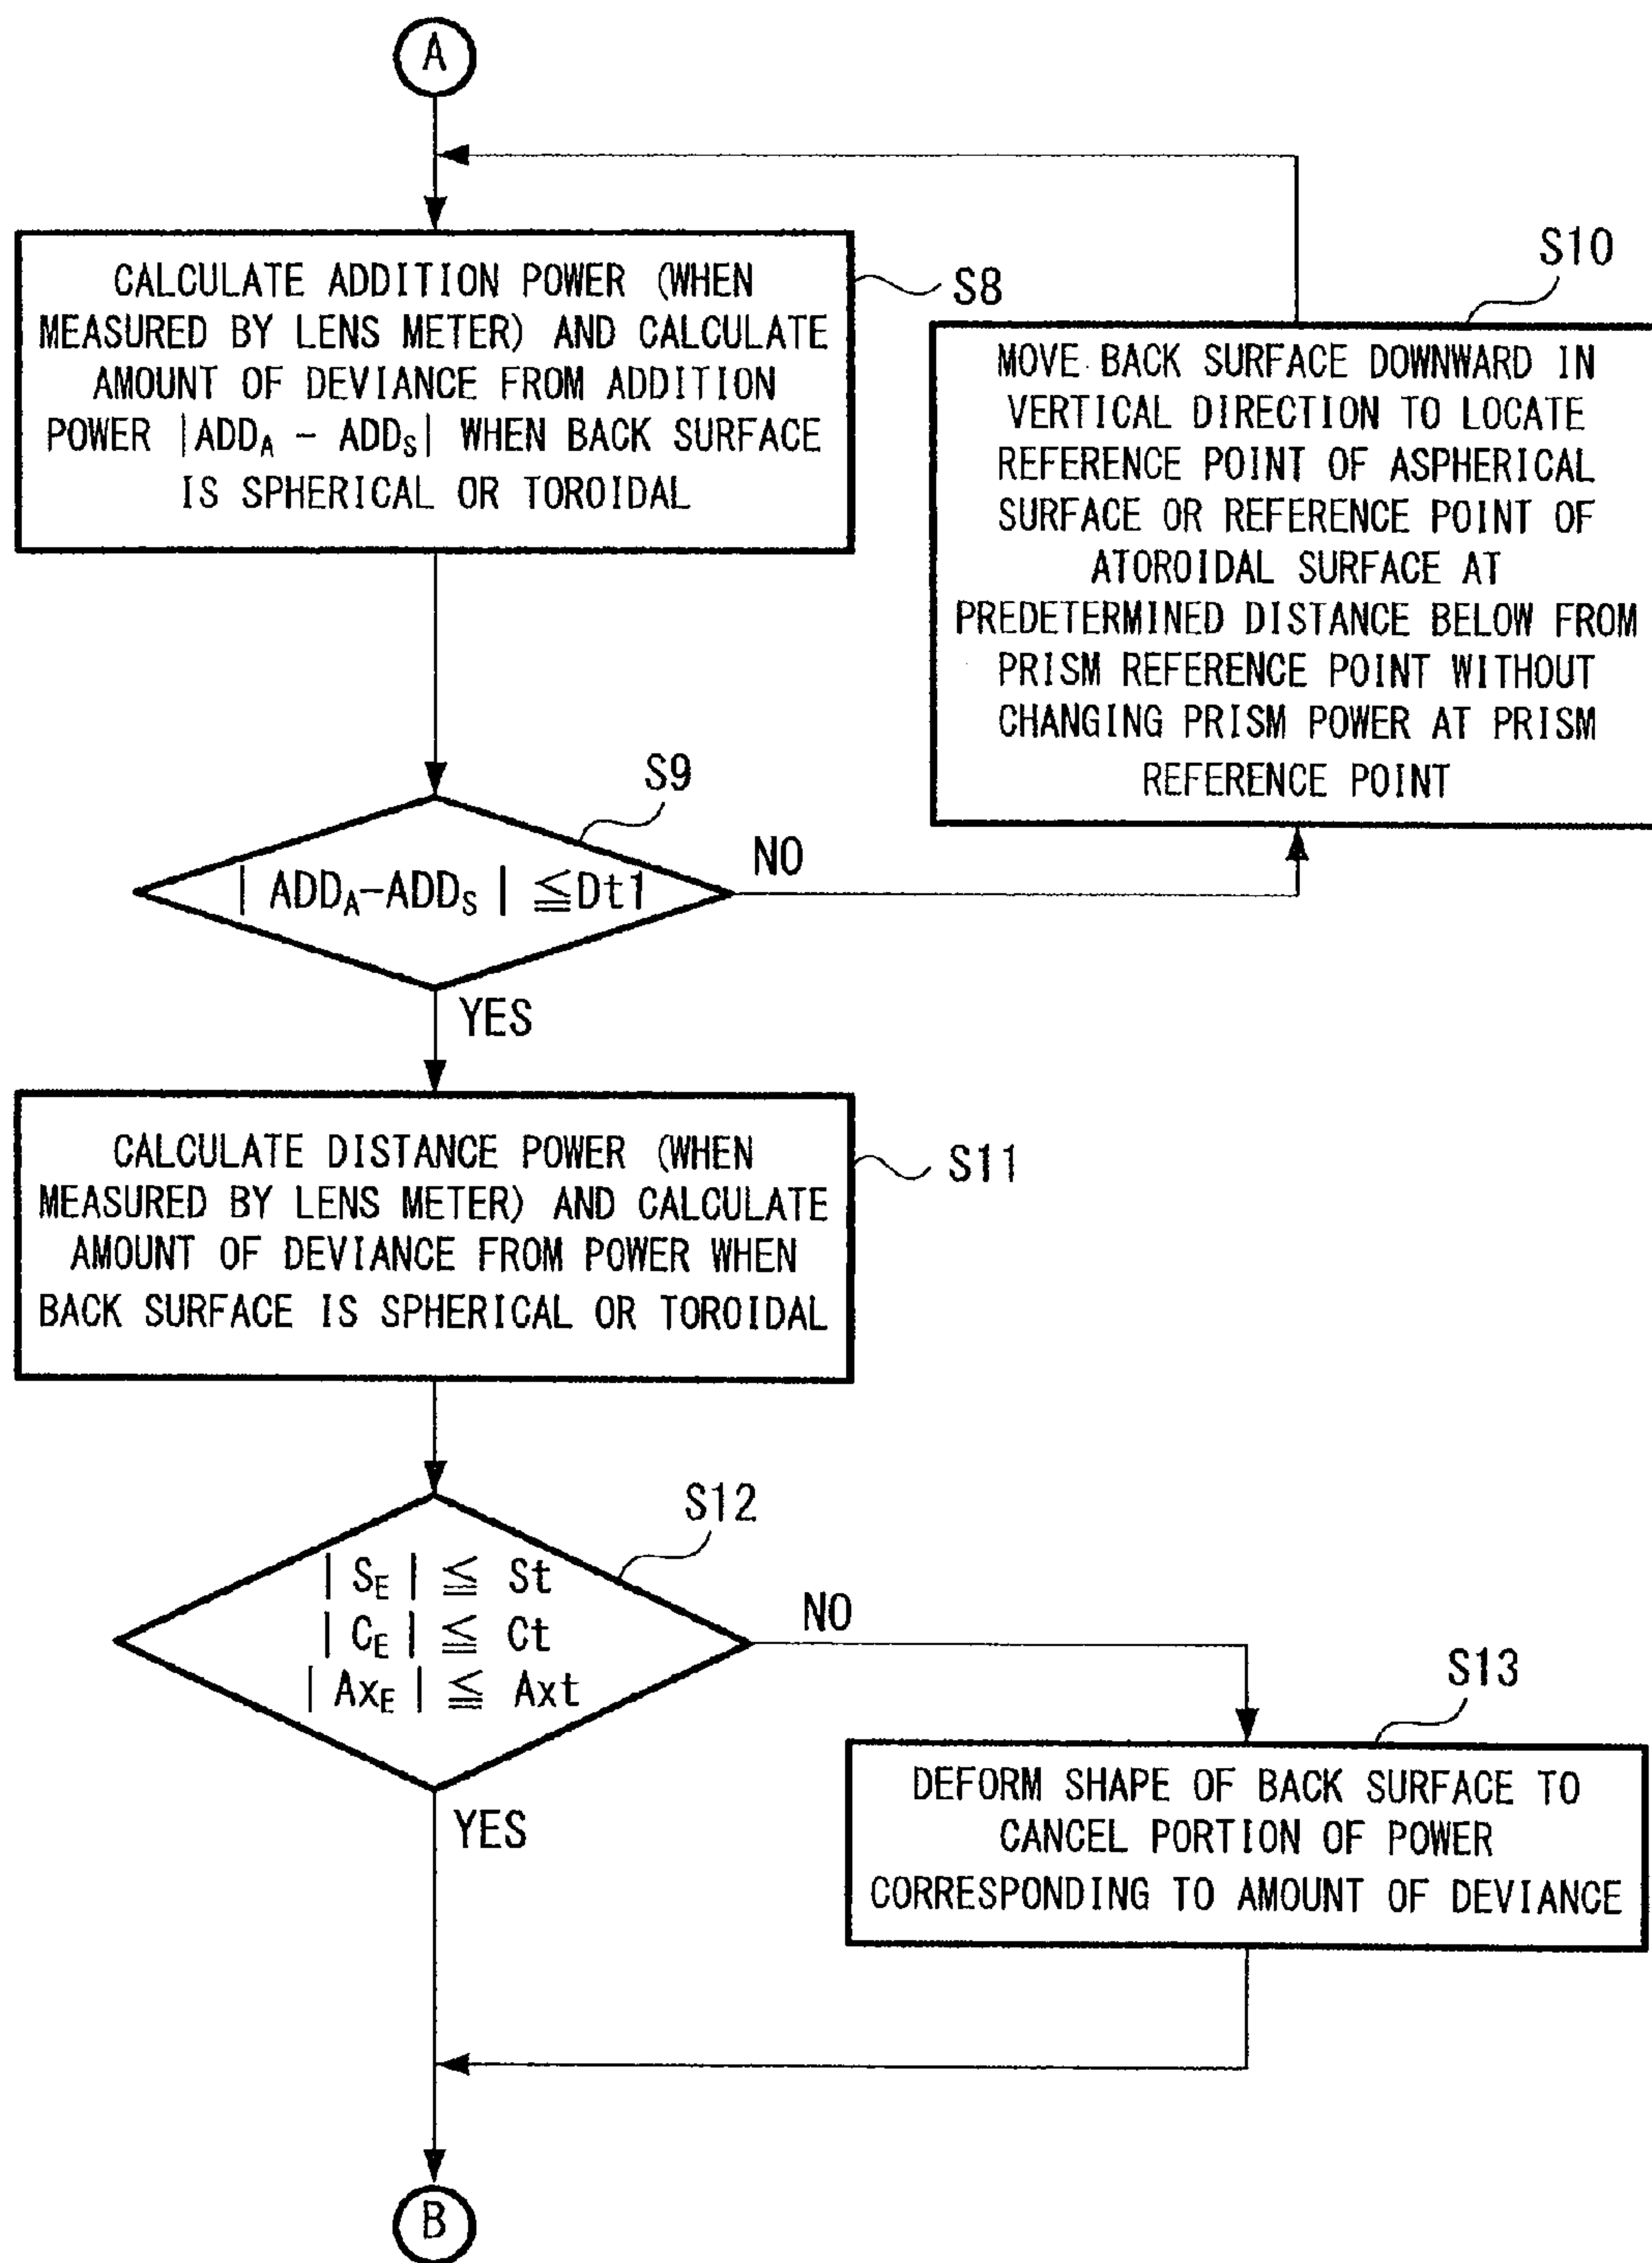 A
CALCULATE ADDITION POWER (WHEN
MEASURED BY LENS METER) AND CALCULATE
AMOUNT OF DEVIANCE FROM ADDITION
POWER |ADDA - ADDS| WHEN BACK SURFACE
IS SPHERICAL OR TOROIDAL
S8
S10
MOVE BACK SURFACE DOWNWARD IN
VERTICAL DIRECTION TO LOCATE
REFERENCE POINT OF ASPHERICAL
SURFACE OR REFERENCE POINT OF
ATOROIDAL SURFACE AT
PREDETERMINED DISTANCE BELOW FROM
PRISM REFERENCE POINT WITHOUT
CHANGING PRISM POWER AT PRISM
REFERENCE POINT
S9
| ADDA-ADDS | ≦Dt1
NO
YES
CALCULATE DISTANCE POWER (WHEN
MEASURED BY LENS METER) AND CALCULATE
AMOUNT OF DEVIANCE FROM POWER WHEN
BACK SURFACE IS SPHERICAL OR TOROIDAL
S11
S12
| SE | ≦ St
| CE | ≦ Ct
| AxE | ≦ Axt
NO
YES
S13
DEFORM SHAPE OF BACK SURFACE TO
CANCEL PORTION OF POWER
CORRESPONDING TO AMOUNT OF DEVIANCE
B